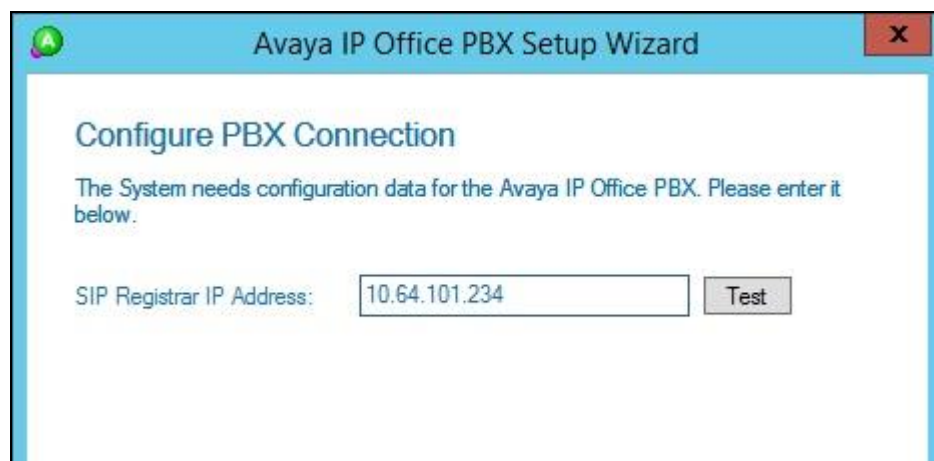 Avaya IP Office PBX Setup Wizard
x
Configure PBX Connection
The System needs configuration data for the Avaya IP Office PBX. Please enter it
below.
SIP Registrar IP Address: 10.64.101.234 Test